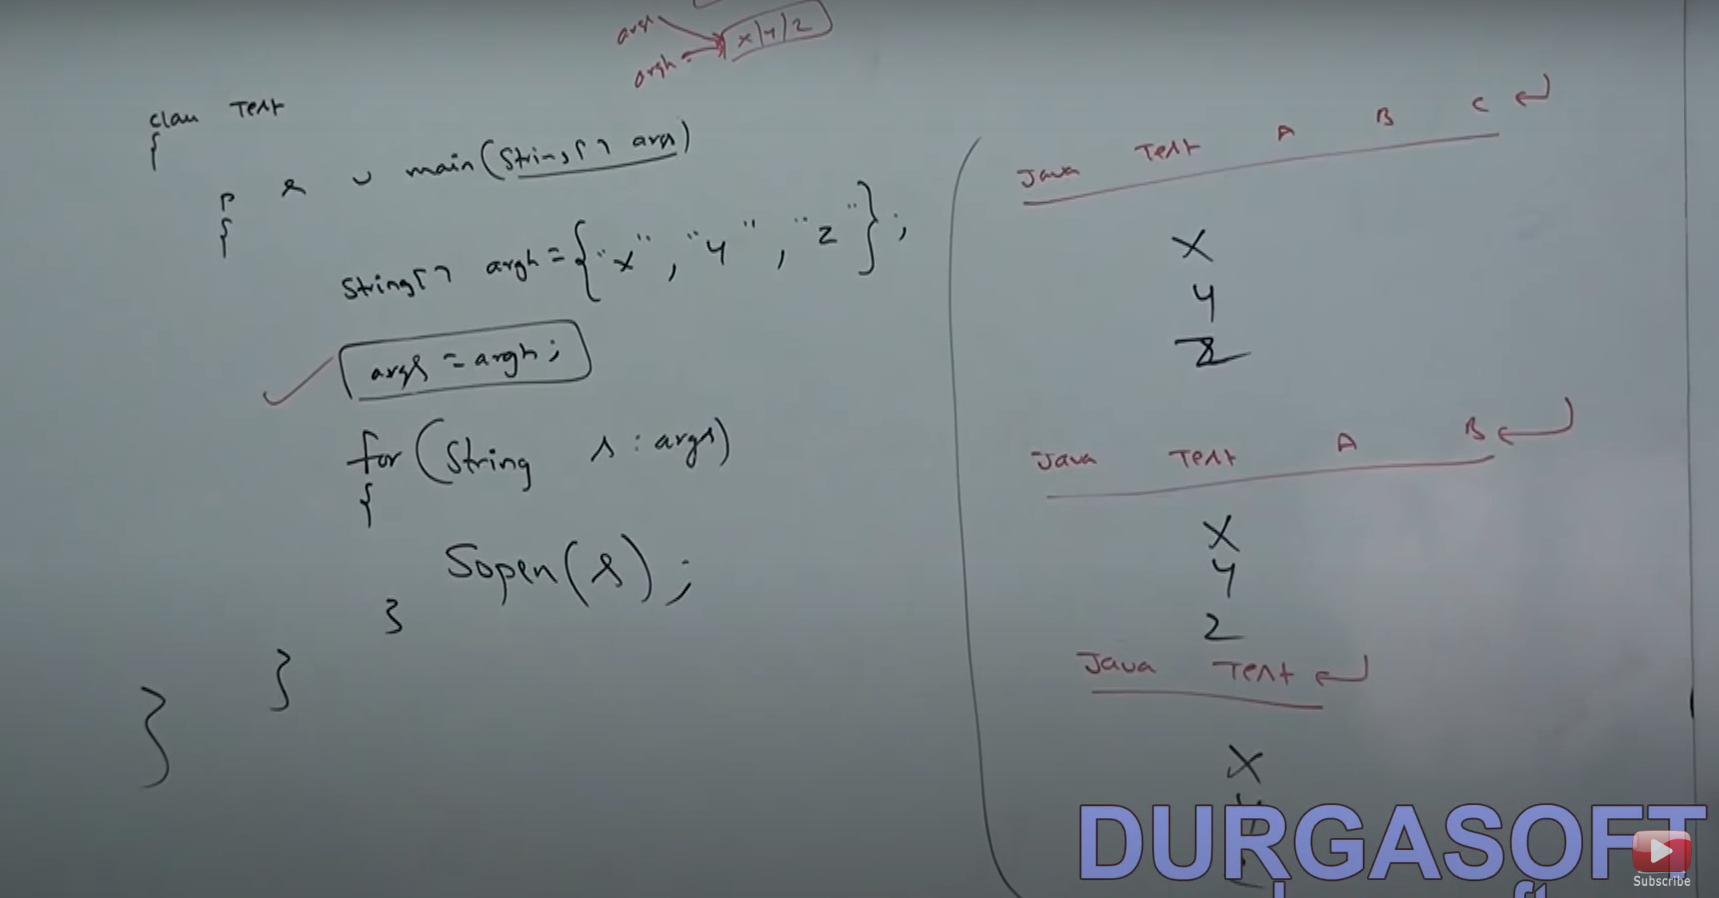 args
argh
x|y|z
class Test
{
p s v main(String[] args)
{
String[] argh = {"x", "y", "z"};
args = argh;
for(String s : args)
{
Sopen(s);
}
}
}
Java Test A B C
X
Y
Z
Java Test A B
X
Y
Z
Java Test
X
DURGASOFT
Subscribe